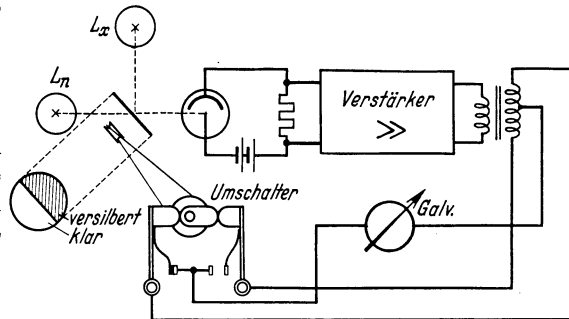 Lx
Ln
Verstärker
>>
Umschalter
Galv.
versilbert
klar